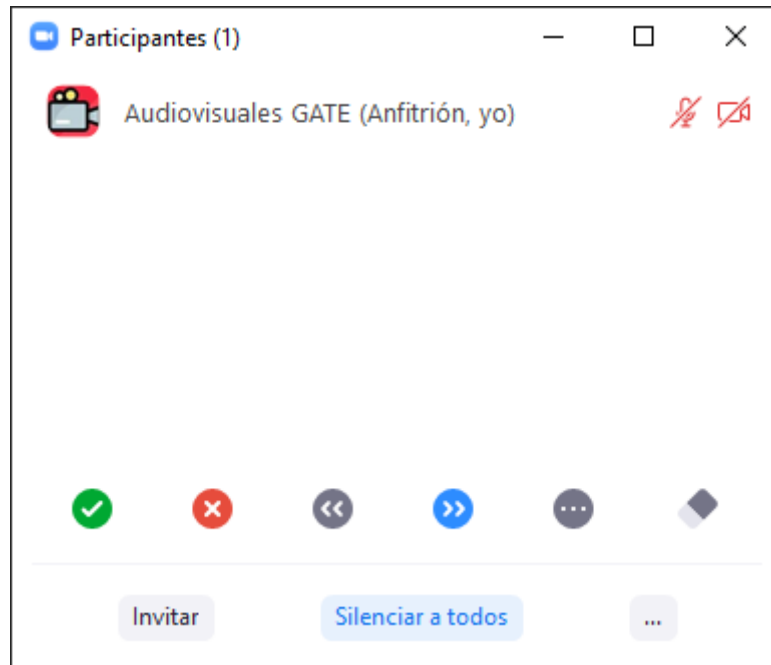 Participantes (1)
Audiovisuales GATE (Anfitrión, yo)
Invitar
Silenciar a todos
...